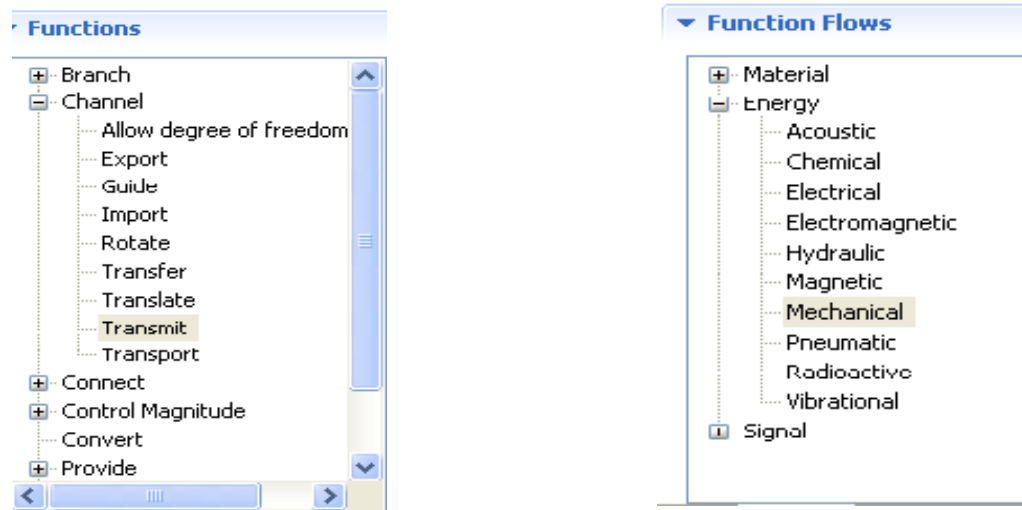 Functions
Branch
Channel
Allow degree of freedom
Export
Guide
Import
Rotate
Transfer
Translate
Transmit
Transport
Connect
Control Magnitude
Convert
Provide
Function Flows
Material
Energy
Acoustic
Chemical
Electrical
Electromagnetic
Hydraulic
Magnetic
Mechanical
Pneumatic
Radioactive
Vibrational
Signal